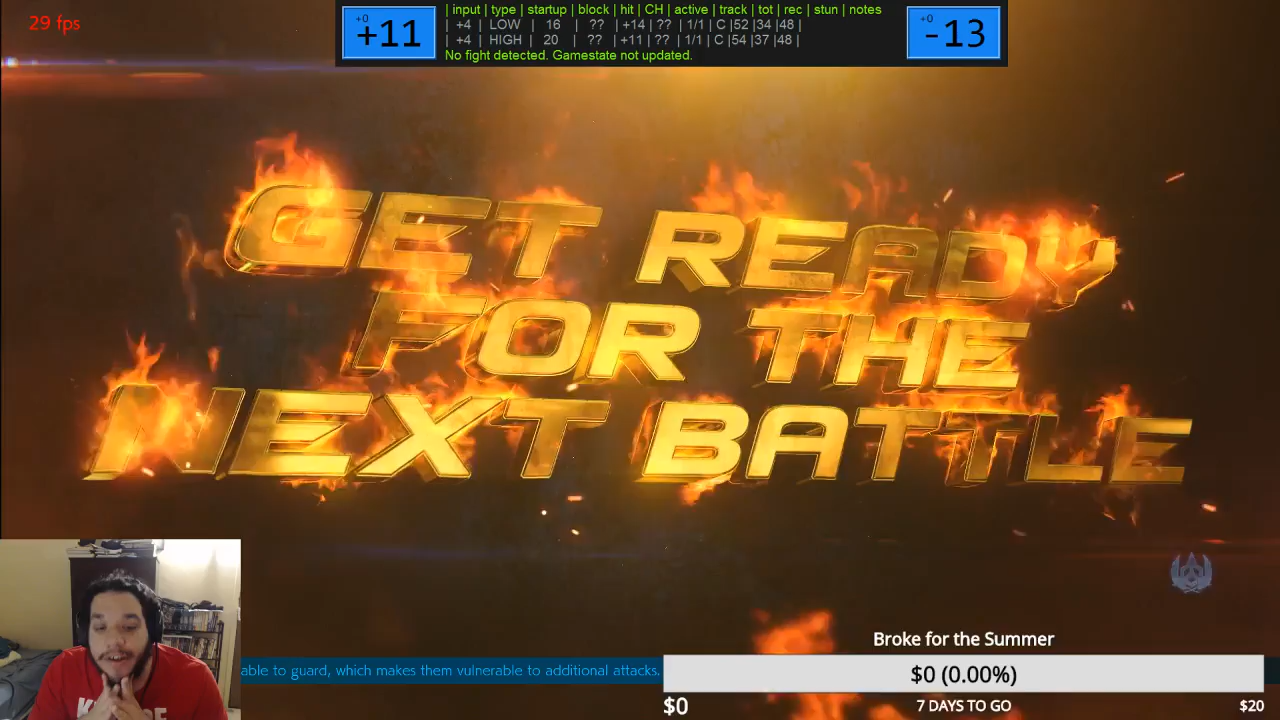 29 fps
+0
+11
| input | type | startup | block | hit | CH | active | track | tot | rec | stun | notes
| +4 | LOW | 16 | ?? | +14 | ?? | 1/1 | C |52 |34 |48 |
| +4 | HIGH | 20 | ?? | +11 | ?? | 1/1 | C |54 |37 |48 |
No fight detected. Gamestate not updated.
+0
-13
GET READY
FOR THE
NEXT BATTLE
able to guard, which makes them vulnerable to additional attacks.
Broke for the Summer
$0 (0.00%)
$0
7 DAYS TO GO
$20